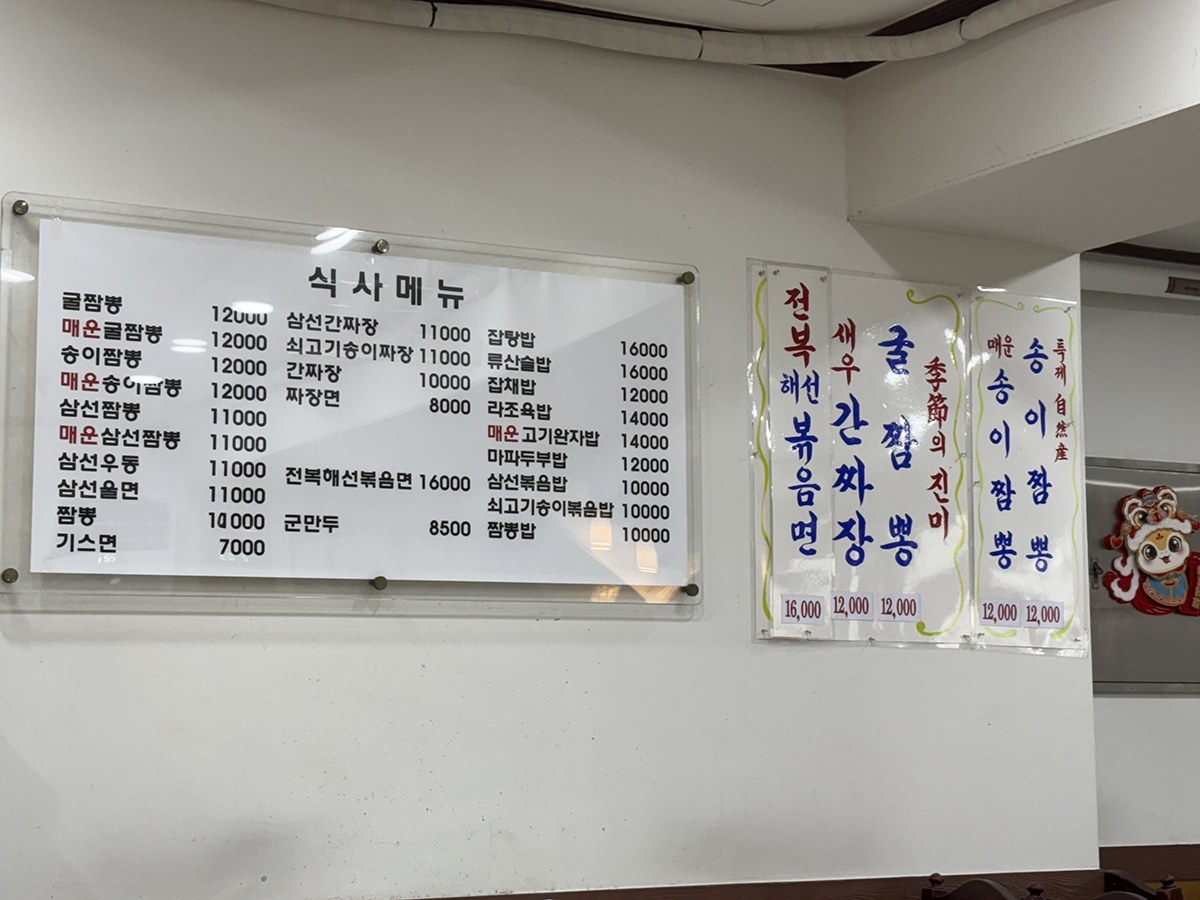 식사메뉴
굴짬뽕 12000
매운굴짬뽕 12000
송이짬뽕 12000
매운송이짬뽕 12000
삼선짬뽕 11000
매운삼선짬뽕 11000
삼선우동 11000
삼선울면 11000
짬뽕
기스면 7000
삼선간짜장 11000
쇠고기송이짜장 11000
간짜장 10000
짜장면 8000
전복해선볶음면 16000
군만두 8500
잡탕밥 16000
류산슬밥 16000
잡채밥 12000
라조육밥 14000
매운고기완자밥 14000
마파두부밥 12000
삼선볶음밥 10000
쇠고기송이볶음밥 10000
짬뽕밥 10000
전복해선볶음면 16,000
새우간짜장 12,000
굴짬뽕 12,000
季節의 진미
매운송이짬뽕 12,000
송이짬뽕 12,000
특제 自然産